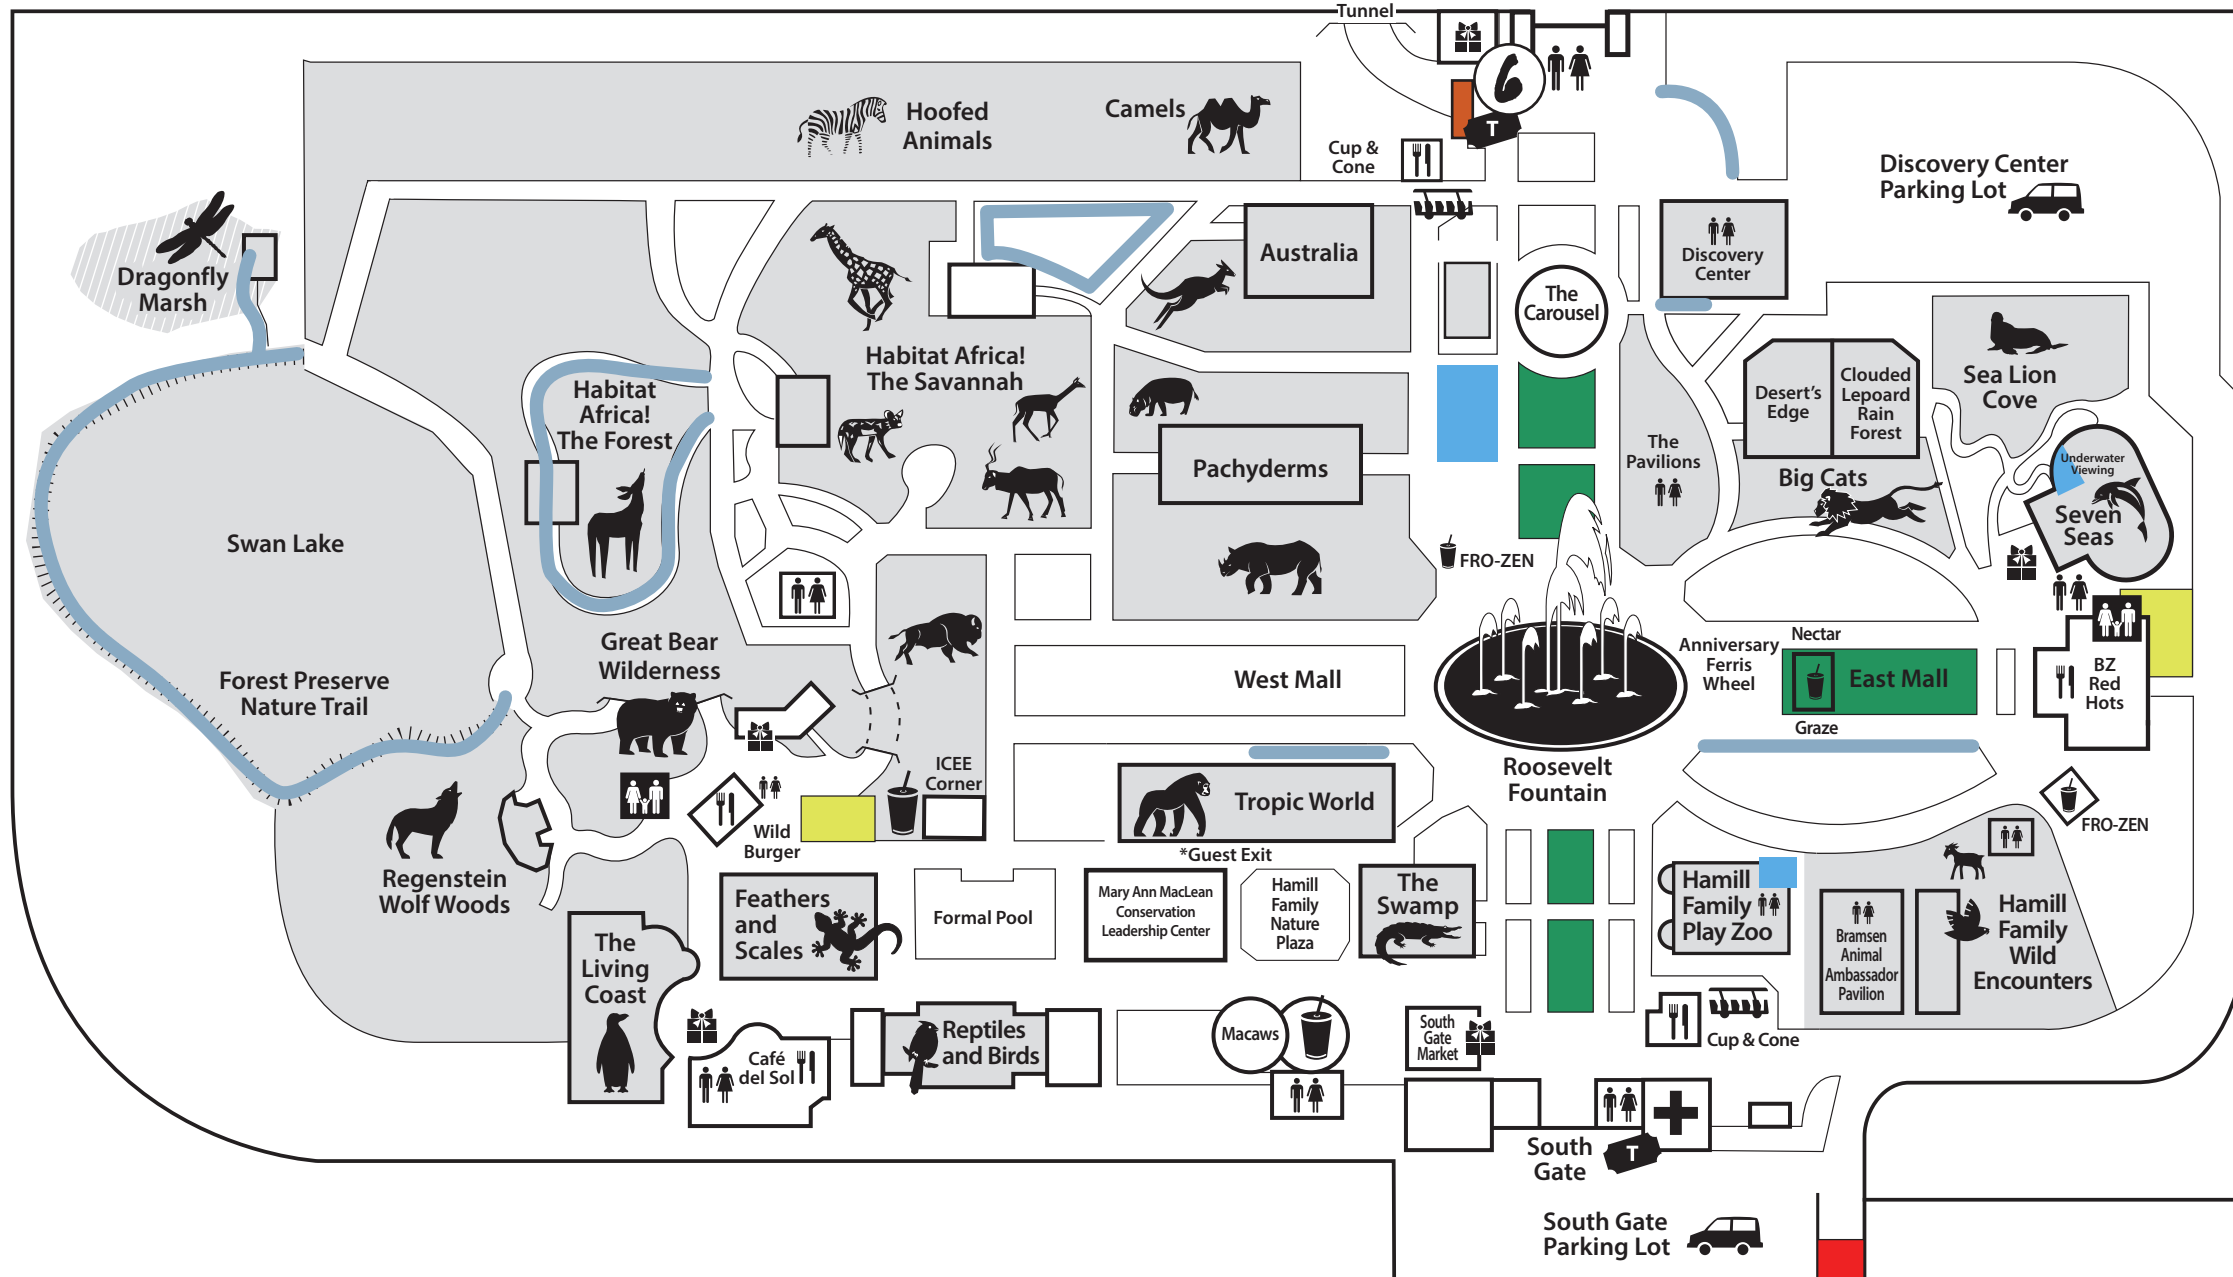 Tunnel
Hoofed
Animals
Camels
T
Cup &
Cone
Discovery Center
Parking Lot
Dragonfly
Marsh
Australia
Discovery
Center
The
Carousel
Habitat Africa!
The Savannah
Habitat
Africa!
The Forest
Desert's
Edge
Clouded
Lepoard
Rain
Forest
Sea Lion
Cove
The
Pavilions
Pachyderms
Big Cats
Underwater
Viewing
Seven
Seas
Swan Lake
FRO-ZEN
Great Bear
Wilderness
Forest Preserve
Nature Trail
West Mall
Anniversary
Ferris
Wheel
Nectar
East Mall
Graze
BZ
Red
Hots
ICEE
Corner
Roosevelt
Fountain
Tropic World
*Guest Exit
Wild
Burger
FRO-ZEN
Regenstein
Wolf Woods
Feathers
and
Scales
Formal Pool
Mary Ann MacLean
Conservation
Leadership Center
Hamill
Family
Nature
Plaza
The
Swamp
Hamill
Family
Play Zoo
Bramsen
Animal
Ambassador
Pavilion
Hamill
Family
Wild
Encounters
The
Living
Coast
Café
del Sol
Reptiles
and Birds
Macaws
South
Gate
Market
Cup & Cone
South
Gate
T
South Gate
Parking Lot